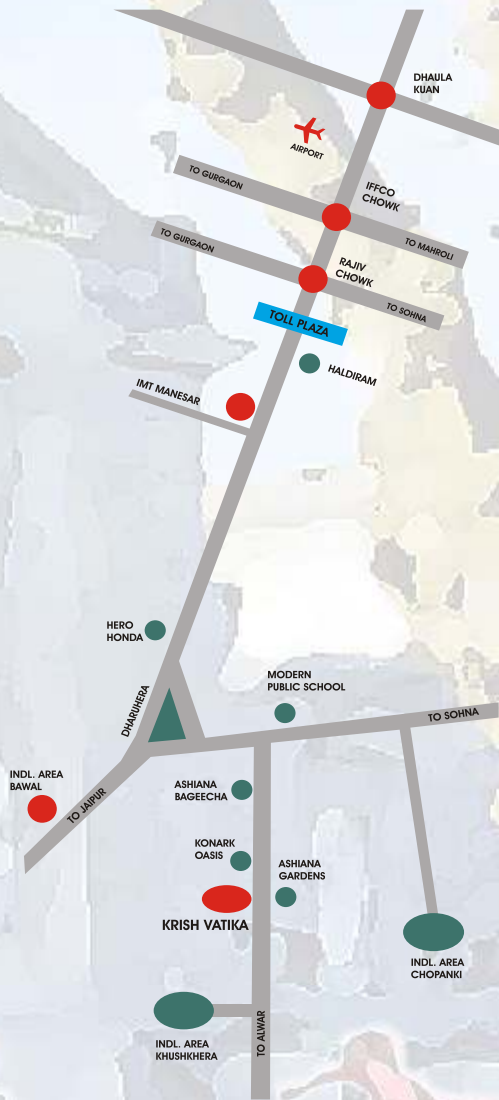 DHAULA
KUAN
AIRPORT
TO GURGAON
IFFCO
CHOWK
TO MAHROLI
TO GURGAON
RAJIV
CHOWK
TO SOHNA
TOLL PLAZA
HALDIRAM
IMT MANESAR
HERO
HONDA
MODERN
PUBLIC SCHOOL
DHARUHERA
TO SOHNA
INDL. AREA
BAWAL
TO JAIPUR
ASHIANA
BAGEECHA
KONARK
OASIS
ASHIANA
GARDENS
KRISH VATIKA
INDL. AREA
CHOPANKI
TO ALWAR
INDL. AREA
KHUSHKHERA